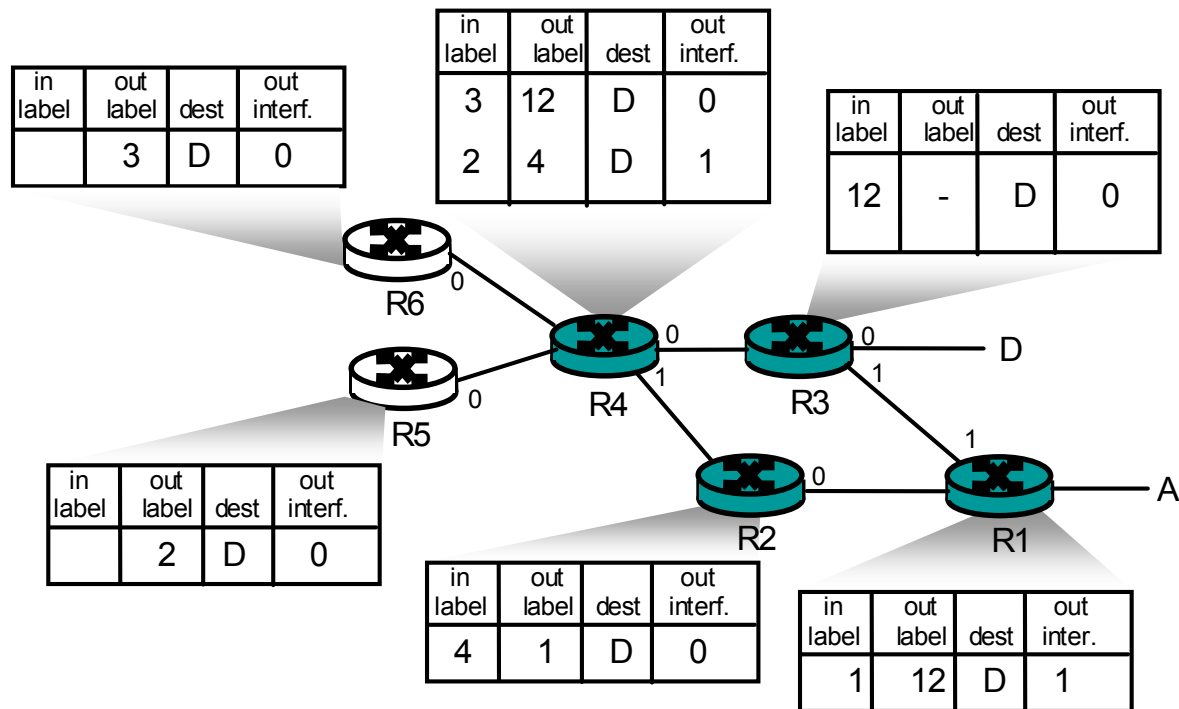 in out out
label label dest interf.
3 12 D 0
2 4 D 1
in out out
label label dest interf.
3 D 0
in out out
label label dest interf.
12 - D 0
0
R6
0
R5
0
1
R4
0
1
R3
D
0
R2
1
R1
A
in out out
label label dest interf.
2 D 0
in out out
label label dest interf.
4 1 D 0
in out out
label label dest inter.
1 12 D 1